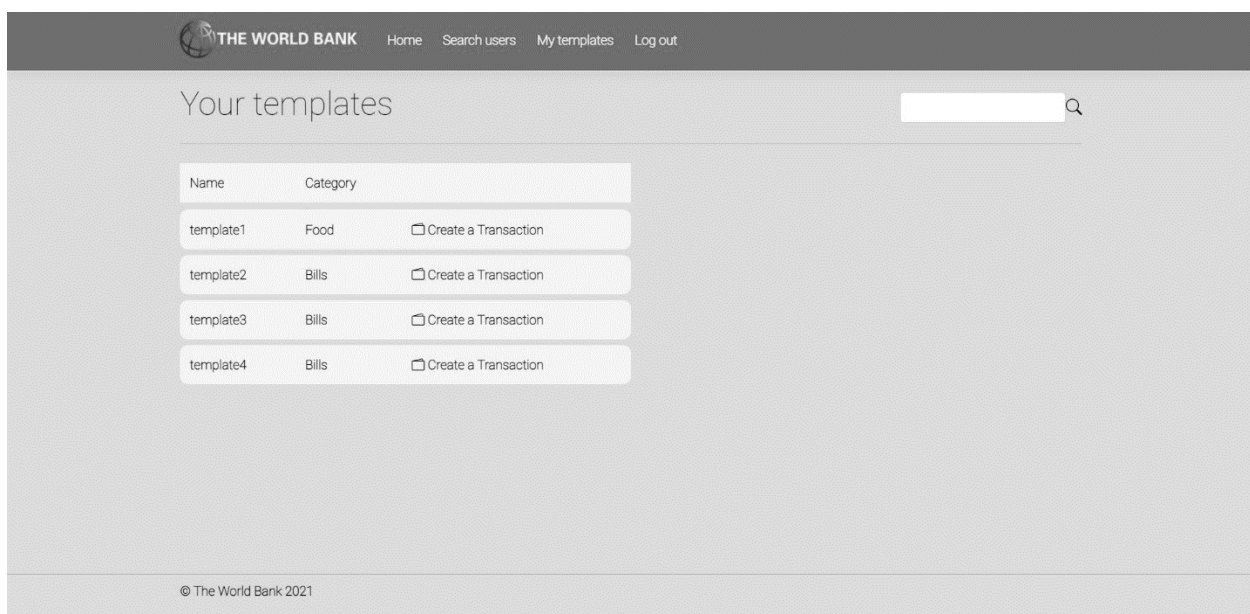 THE WORLD BANK Home Search users My templates Log out
Your templates
Name Category
template1 Food Create a Transaction
template2 Bills Create a Transaction
template3 Bills Create a Transaction
template4 Bills Create a Transaction
© The World Bank 2021